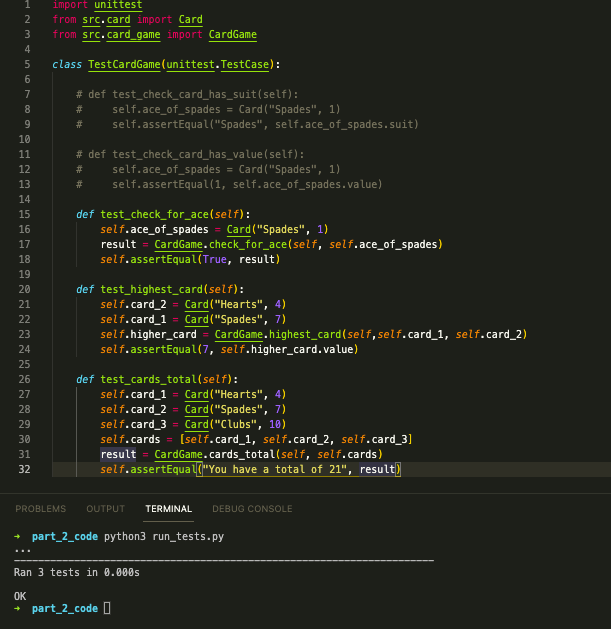 1 import unittest
2 from src.card import Card
3 from src.card_game import CardGame
4
5 class TestCardGame(unittest.TestCase):
6
7     # def test_check_card_has_suit(self):
8     #     self.ace_of_spades = Card("Spades", 1)
9     #     self.assertEqual("Spades", self.ace_of_spades.suit)
10
11     # def test_check_card_has_value(self):
12     #     self.ace_of_spades = Card("Spades", 1)
13     #     self.assertEqual(1, self.ace_of_spades.value)
14
15     def test_check_for_ace(self):
16         self.ace_of_spades = Card("Spades", 1)
17         result = CardGame.check_for_ace(self, self.ace_of_spades)
18         self.assertEqual(True, result)
19
20     def test_highest_card(self):
21         self.card_2 = Card("Hearts", 4)
22         self.card_1 = Card("Spades", 7)
23         self.higher_card = CardGame.highest_card(self,self.card_1, self.card_2)
24         self.assertEqual(7, self.higher_card.value)
25
26     def test_cards_total(self):
27         self.card_1 = Card("Hearts", 4)
28         self.card_2 = Card("Spades", 7)
29         self.card_3 = Card("Clubs", 10)
30         self.cards = [self.card_1, self.card_2, self.card_3]
31         result = CardGame.cards_total(self, self.cards)
32         self.assertEqual("You have a total of 21", result)
PROBLEMS OUTPUT TERMINAL DEBUG CONSOLE
→ part_2_code python3 run_tests.py
...
----------------------------------------------------------------------
Ran 3 tests in 0.000s

OK
→ part_2_code